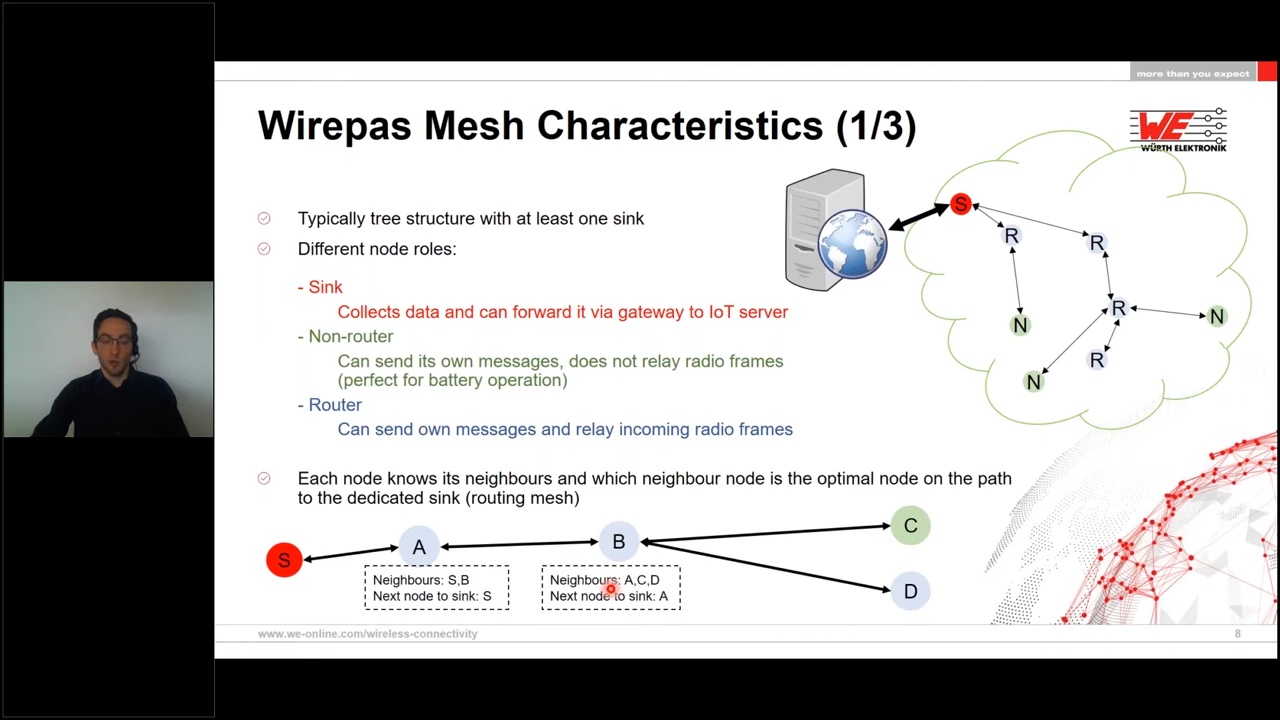 more than you expect
Wirepas Mesh Characteristics (1/3)
WE
WÜRTH ELEKTRONIK
Typically tree structure with at least one sink
Different node roles:
- Sink
Collects data and can forward it via gateway to IoT server
- Non-router
Can send its own messages, does not relay radio frames
(perfect for battery operation)
- Router
Can send own messages and relay incoming radio frames
S
R
R
R
N
N
R
N
Each node knows its neighbours and which neighbour node is the optimal node on the path
to the dedicated sink (routing mesh)
S
A
B
C
D
Neighbours: S,B
Next node to sink: S
Neighbours: A,C,D
Next node to sink: A
www.we-online.com/wireless-connectivity
8